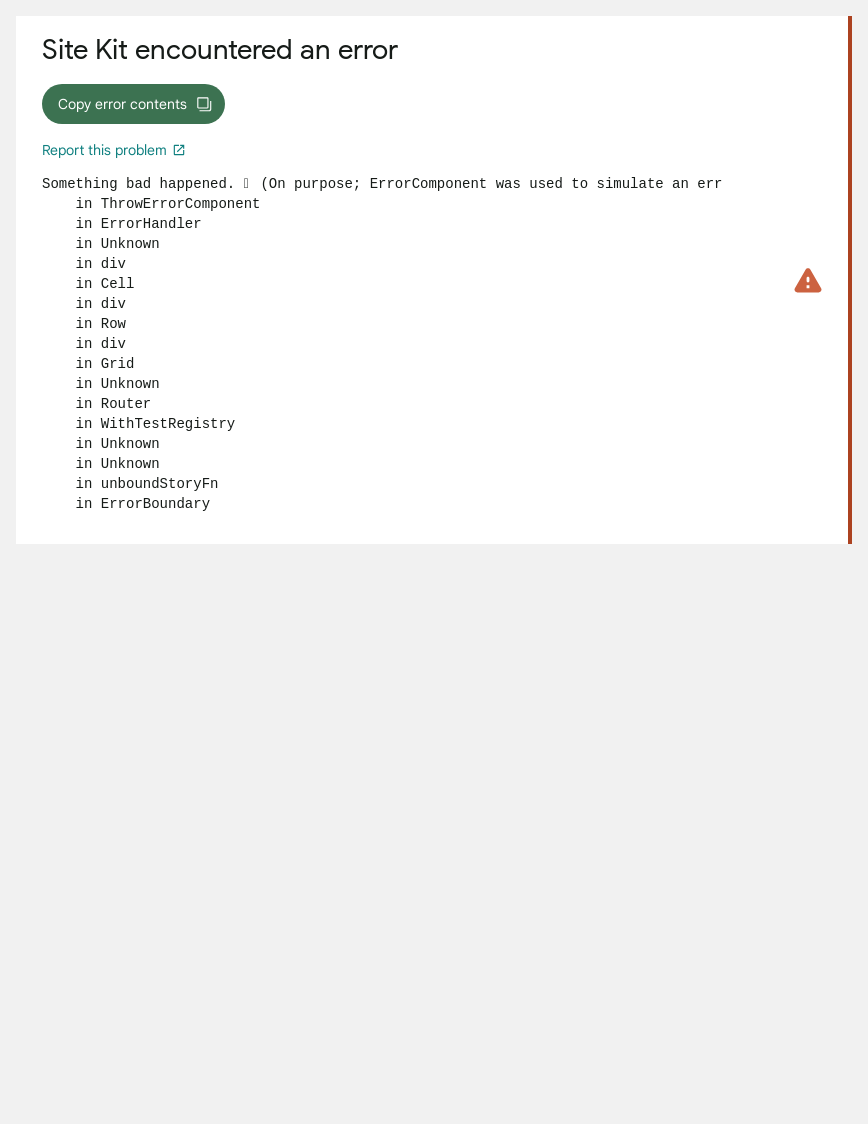 Site Kit encountered an error
Copy error contents
Report this problem
Something bad happened. (On purpose; ErrorComponent was used to simulate an err
in ThrowErrorComponent
in ErrorHandler
in Unknown
in div
in Cell
in div
in Row
in div
in Grid
in Unknown
in Router
in WithTestRegistry
in Unknown
in Unknown
in unboundStoryFn
in ErrorBoundary